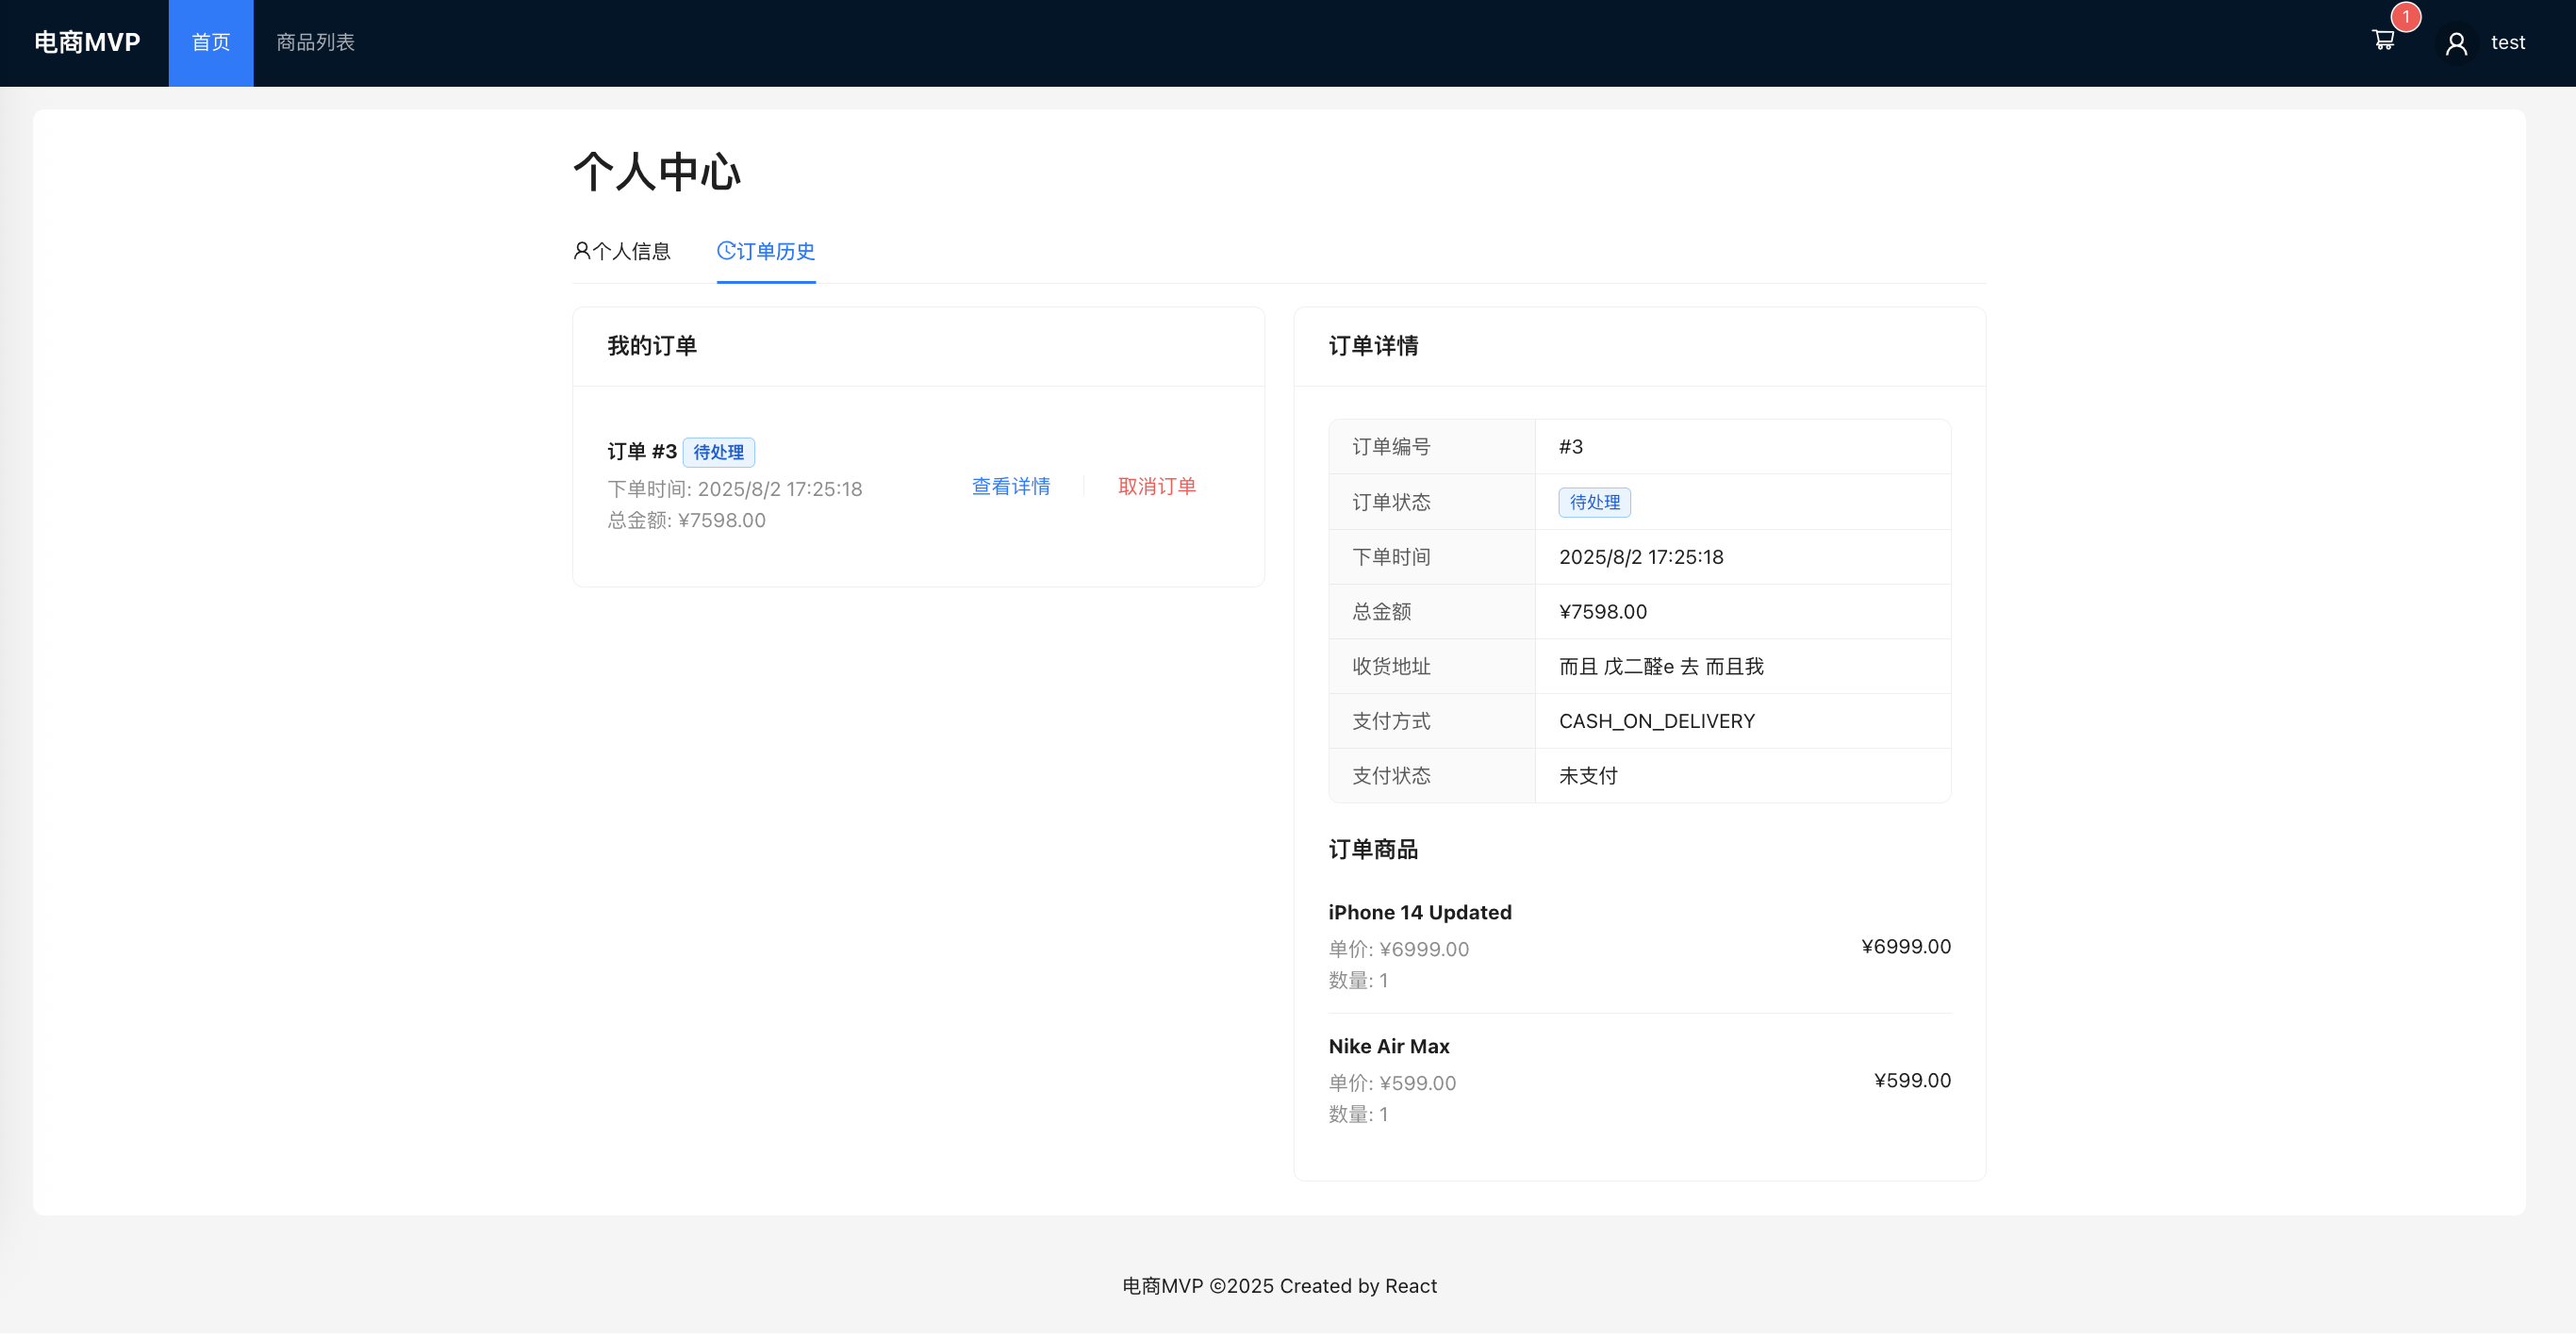 电商MVP
首页
商品列表
1
test
个人中心
个人信息
订单历史
我的订单
订单 #3 待处理
下单时间: 2025/8/2 17:25:18
总金额: ¥7598.00
查看详情
取消订单
订单详情
订单编号 #3
订单状态 待处理
下单时间 2025/8/2 17:25:18
总金额 ¥7598.00
收货地址 而且 戊二醛e 去 而且我
支付方式 CASH_ON_DELIVERY
支付状态 未支付
订单商品
iPhone 14 Updated
单价: ¥6999.00
数量: 1
¥6999.00
Nike Air Max
单价: ¥599.00
数量: 1
¥599.00
电商MVP ©2025 Created by React